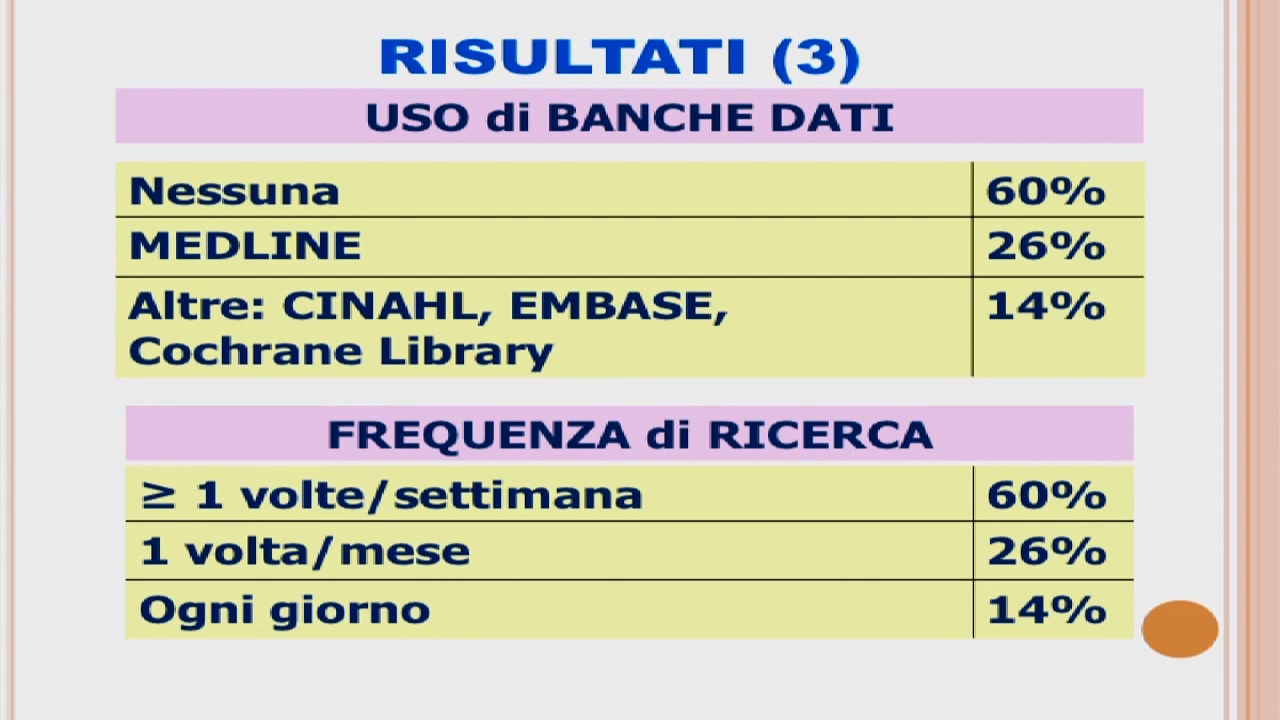 RISULTATI (3)
USO di BANCHE DATI
Nessuna 60%
MEDLINE 26%
Altre: CINAHL, EMBASE, 14%
Cochrane Library
FREQUENZA di RICERCA
≥ 1 volte/settimana 60%
1 volta/mese 26%
Ogni giorno 14%